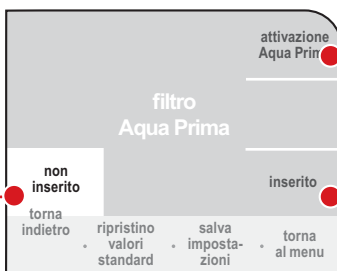 attivazione
Aqua Prima
filtro
Aqua Prima
non
inserito
inserito
torna
indietro
ripristino
valori
standard
salva
imposta-
zioni
torna
al menu